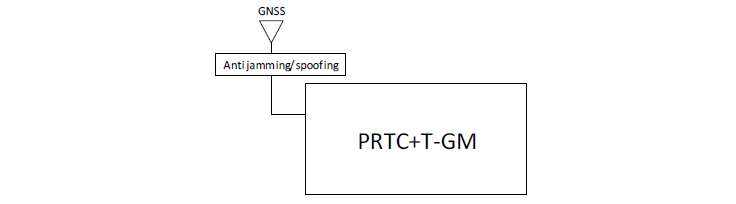 GNSS
Anti jamming/spoofing
PRTC+T-GM